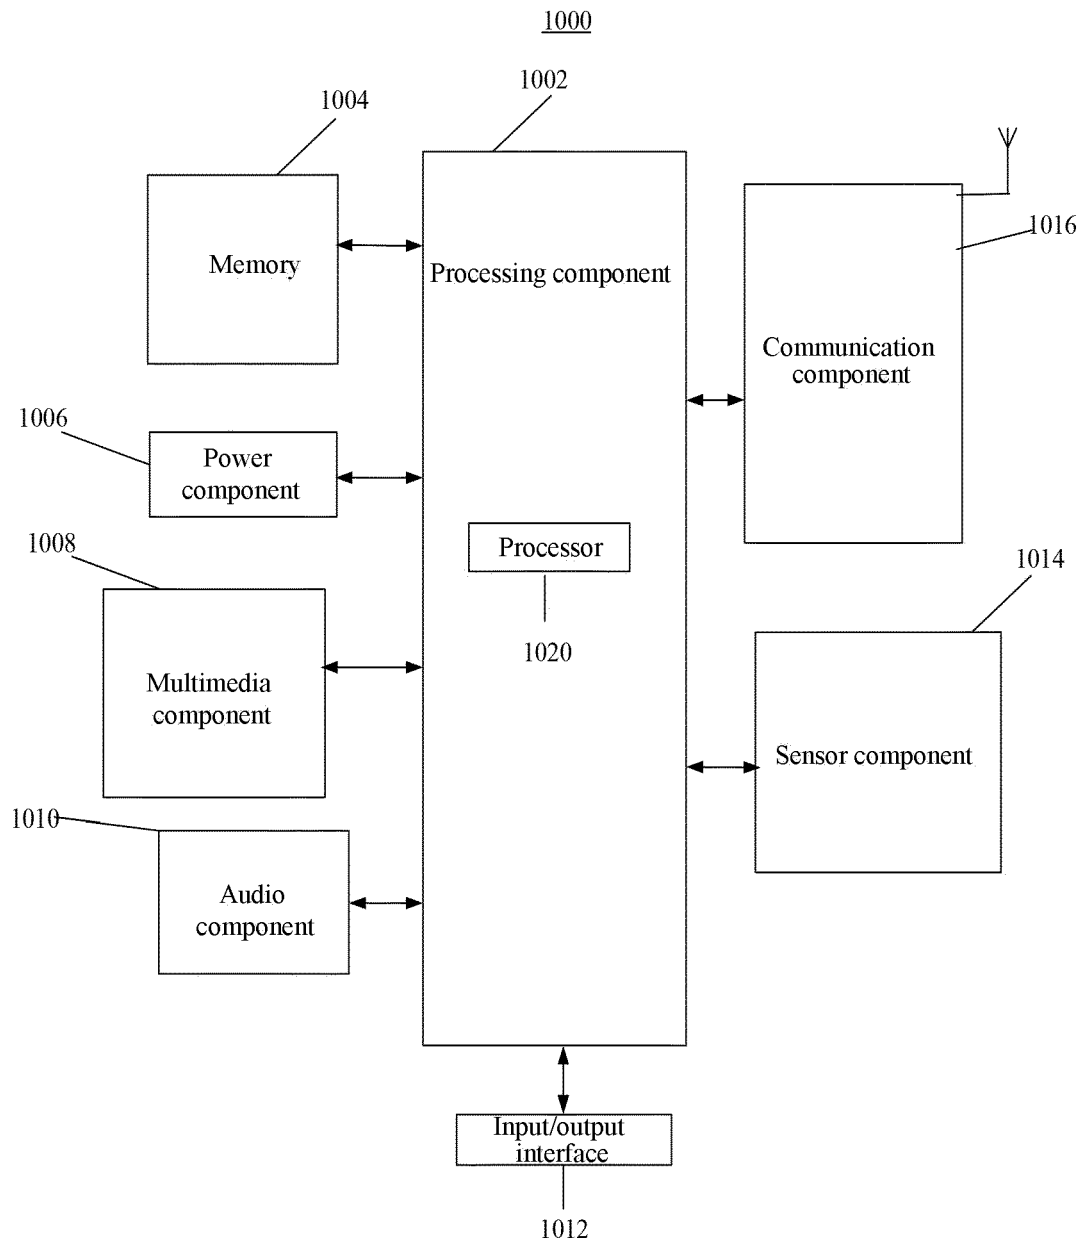 1000
1002
1004
Memory
Processing component
1016
Communication
component
1006
Power
component
1008
Processor
1020
1014
Multimedia
component
Sensor component
1010
Audio
component
Input/output
interface
1012